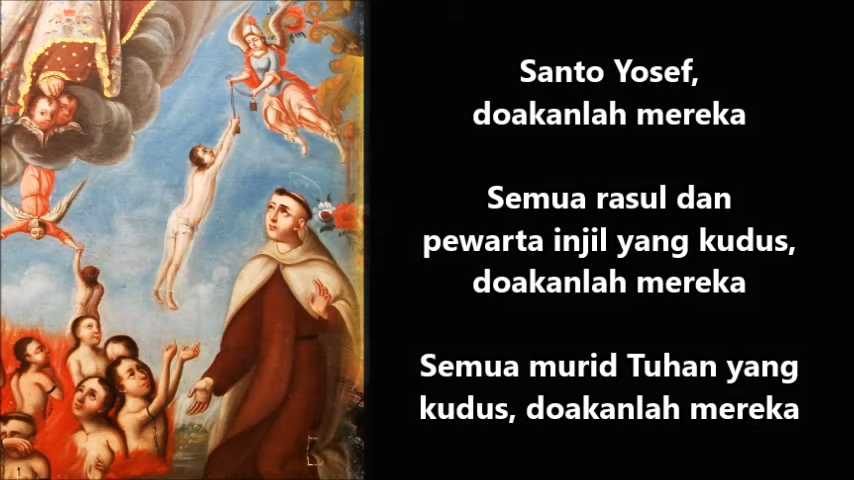 Santo Yosef,
doakanlah mereka
Semua rasul dan
pewarta injil yang kudus,
doakanlah mereka
Semua murid Tuhan yang
kudus, doakanlah mereka